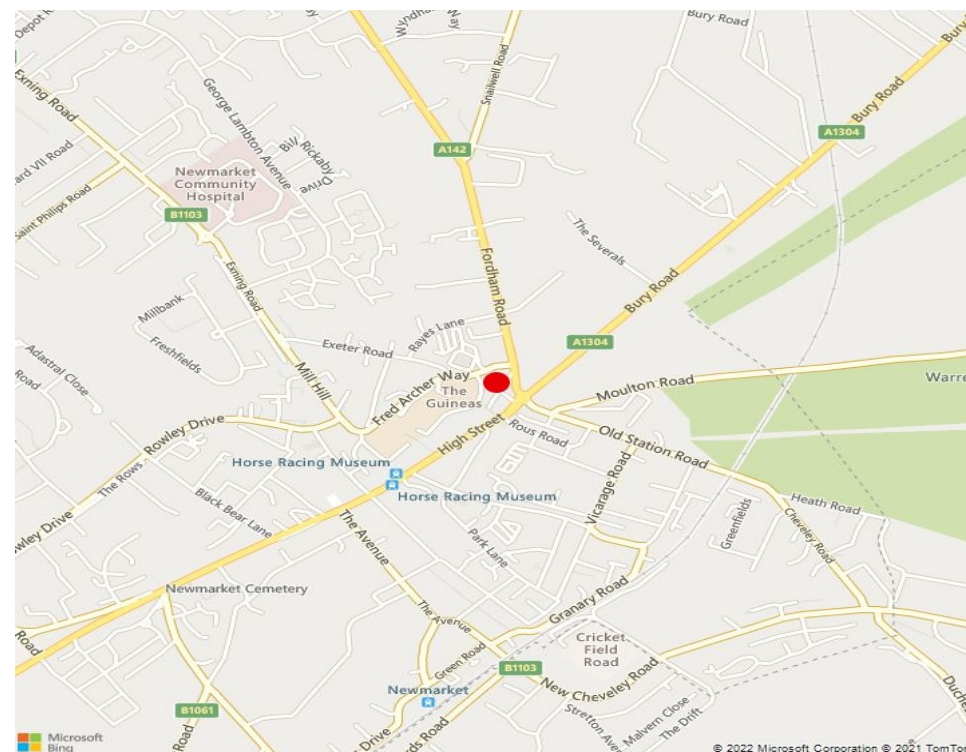 Depot R
Wyndham
Way
Bury Road
Bury
Exning Road
Snailwell Road
Bury Road
George Lambton Avenue
Bill Rickaby
Drive
A142
A1304
ard VII Road
Newmarket
Community
Hospital
Saint Philips Road
B1103
The Severals
Exning Road
Fordham Road
Bury Road
Millbank
Rayes Lane
A1304
Exeter Road
Freshfields
Adastral Close
Road
Mill Hill
Fred Archer Way
The
Guineas
Moulton Road
Warre
High Street
Rous Road
Old Station Road
Rowley Drive
The Rows
Horse Racing Museum
Horse Racing Museum
Vicarage Road
Heath Road
Greenfields
Cheveley Road
Black Bear Lane
owley Drive
The Avenue
Park Lane
Newmarket Cemetery
Granary Road
The Avenue
Cricket
Field
Road
Road
Green Road
B1103
New Cheveley Road
Newmarket
Malvern Close
The Drift
Stretton Avenue
Duche
B1061
Road
ds Road
Microsoft
Bing
© 2022 Microsoft Corporation © 2021 TomTo